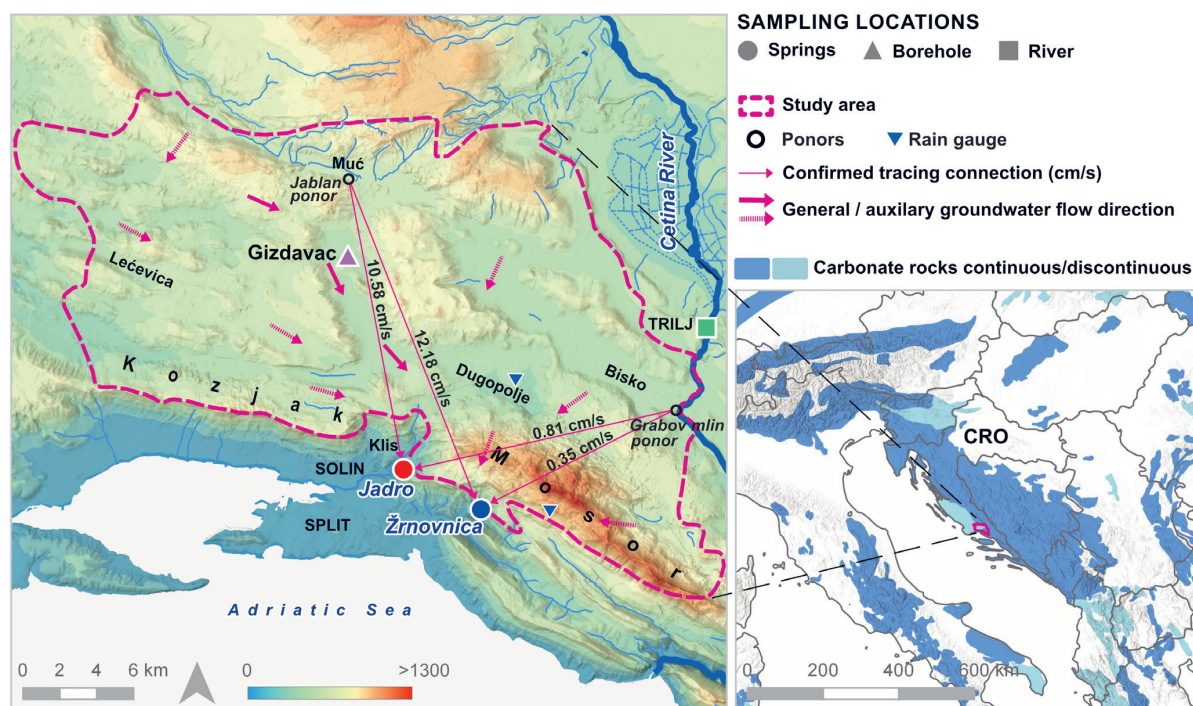 SAMPLING LOCATIONS
Springs
Borehole
River
Study area
Ponors
Rain gauge
Confirmed tracing connection (cm/s)
General / auxilary groundwater flow direction
Carbonate rocks continuous/discontinuous
Muć
Jablan
ponor
Gizdavac
Lećevica
10.58 cm/s
12.18 cm/s
Cetina River
TRILJ
Dugopolje
Bisko
Grabov mlin
ponor
0.81 cm/s
0.35 cm/s
Kozjak
Klis
SOLIN
Jadro
SPLIT
Žrnovnica
Mosor
Adriatic Sea
0 2 4 6 km
0 >1300
CRO
0 200 400 600 km